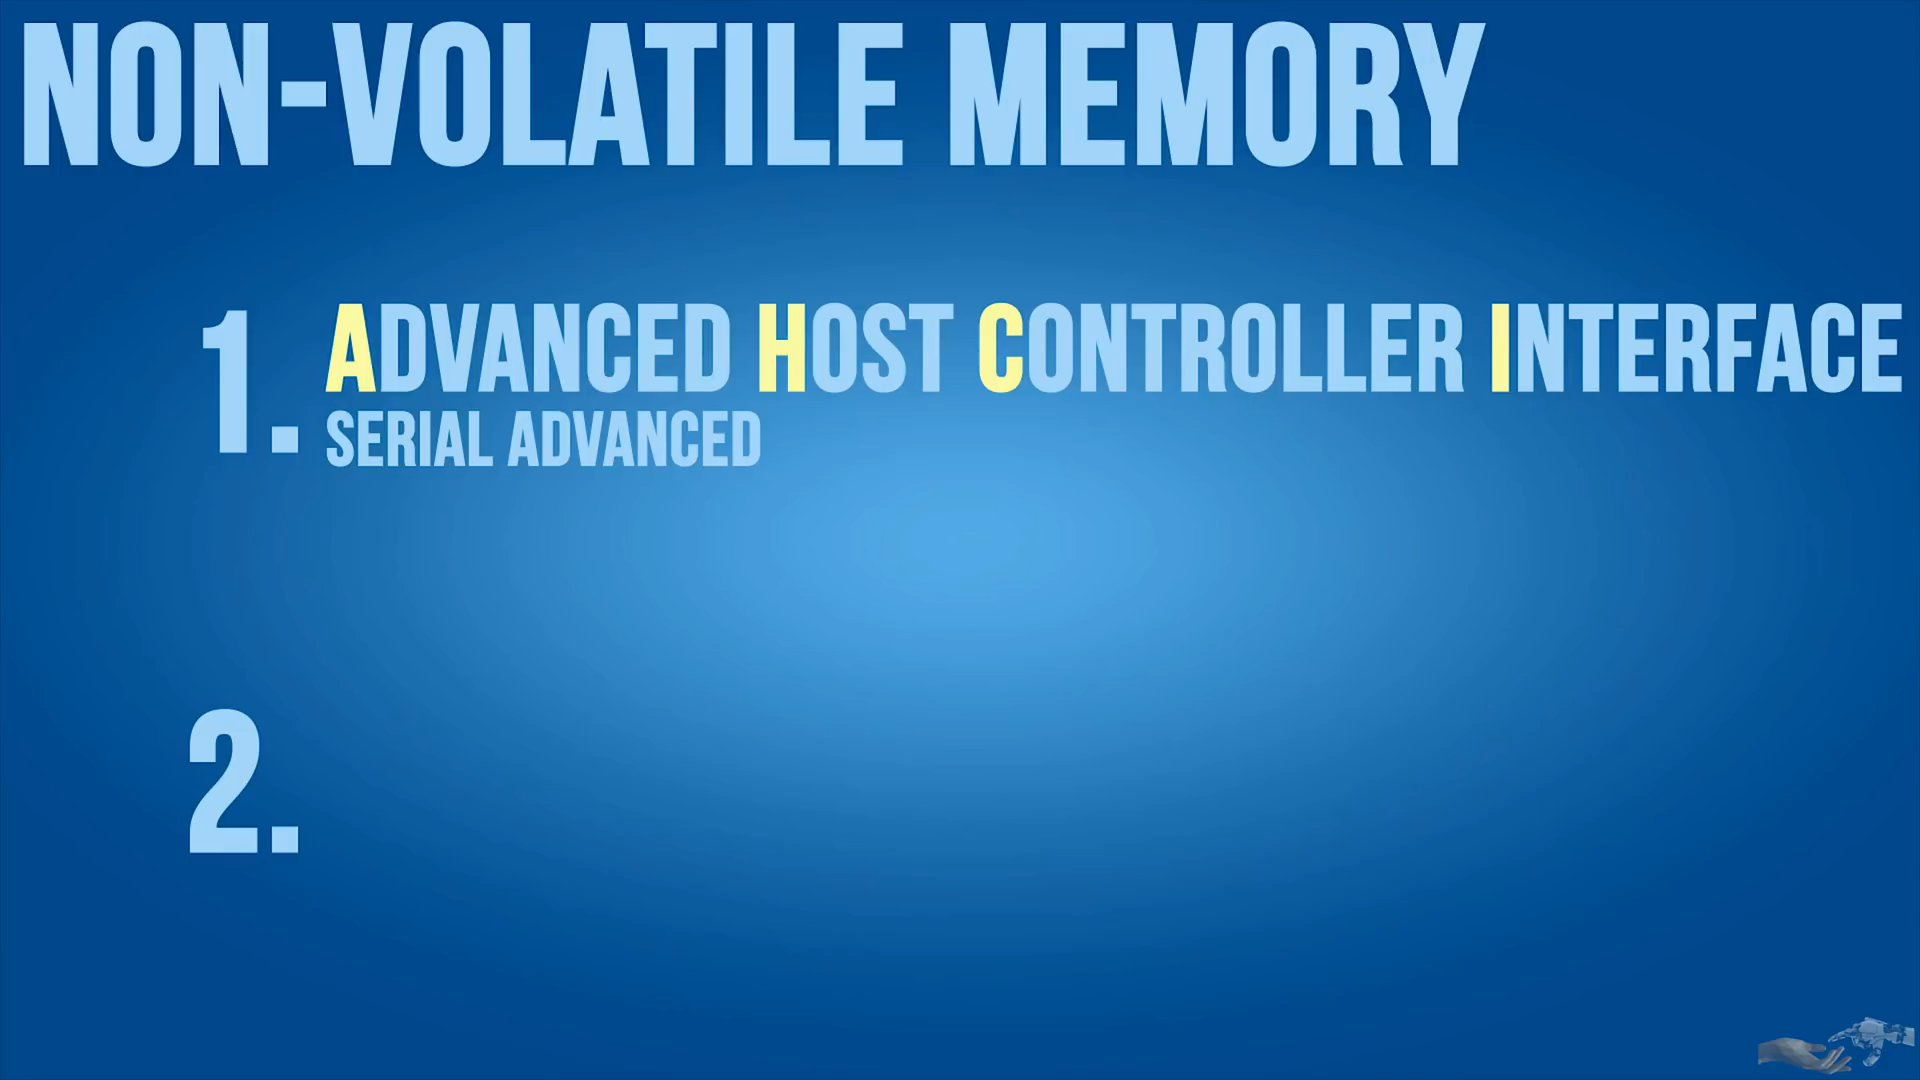 NON-VOLATILE MEMORY
1. ADVANCED HOST CONTROLLER INTERFACE
SERIAL ADVANCED
2.